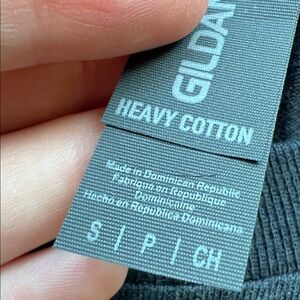 GILDAN
HEAVY COTTON
Made in Dominican Republic
Fabriqué en République
Dominicaine
Hecho en República Dominicana
S | P | CH